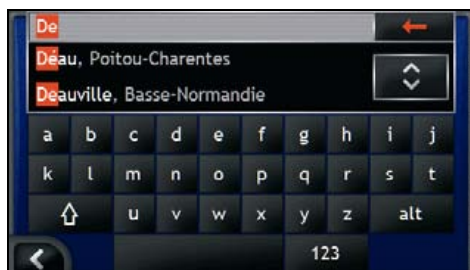 De
Déau, Poitou-Charentes
Deauville, Basse-Normandie
a b c d e f g h i j
k l m n o p q r s t
u v w x y z alt
123